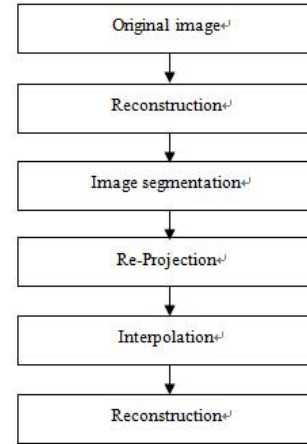 Original image↵
Reconstruction↵
Image segmentation↵
Re-Projection↵
Interpolation↵
Reconstruction↵